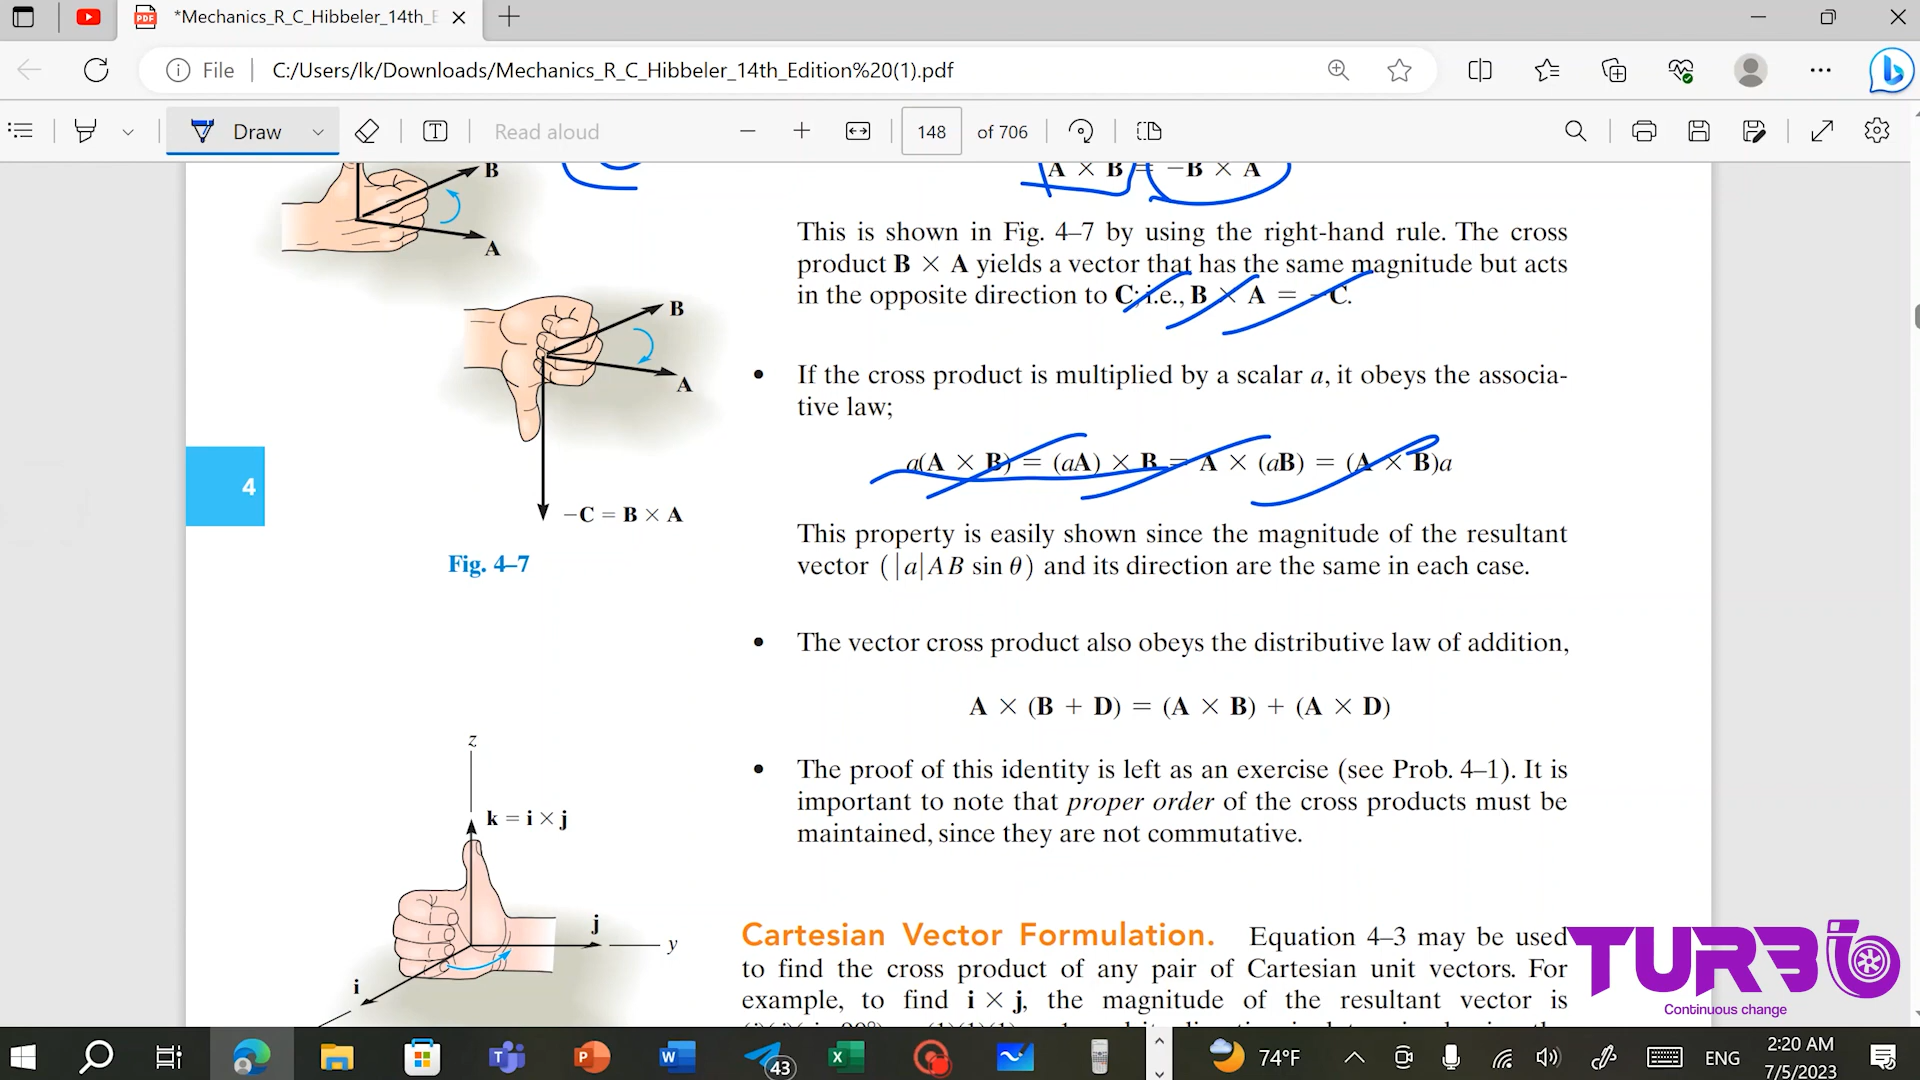 *Mechanics_R_C_Hibbeler_14th_E
File
C:/Users/lk/Downloads/Mechanics_R_C_Hibbeler_14th_Edition%20(1).pdf
Draw
Read aloud
148
of 706
B
A
A × B = −B × A
This is shown in Fig. 4–7 by using the right-hand rule. The cross
product B × A yields a vector that has the same magnitude but acts
in the opposite direction to C; i.e., B × A = −C.
B
A
−C = B × A
Fig. 4–7
4
• If the cross product is multiplied by a scalar a, it obeys the associa-
tive law;
a(A × B) = (aA) × B = A × (aB) = (A × B)a
This property is easily shown since the magnitude of the resultant
vector (|a|AB sin θ) and its direction are the same in each case.
• The vector cross product also obeys the distributive law of addition,
A × (B + D) = (A × B) + (A × D)
• The proof of this identity is left as an exercise (see Prob. 4–1). It is
important to note that proper order of the cross products must be
maintained, since they are not commutative.
z
k = i × j
j
y
i
Cartesian Vector Formulation. Equation 4–3 may be used
to find the cross product of any pair of Cartesian unit vectors. For
example, to find i × j, the magnitude of the resultant vector is
TURBO
Continuous change
43
74°F
ENG
2:20 AM
7/5/2023